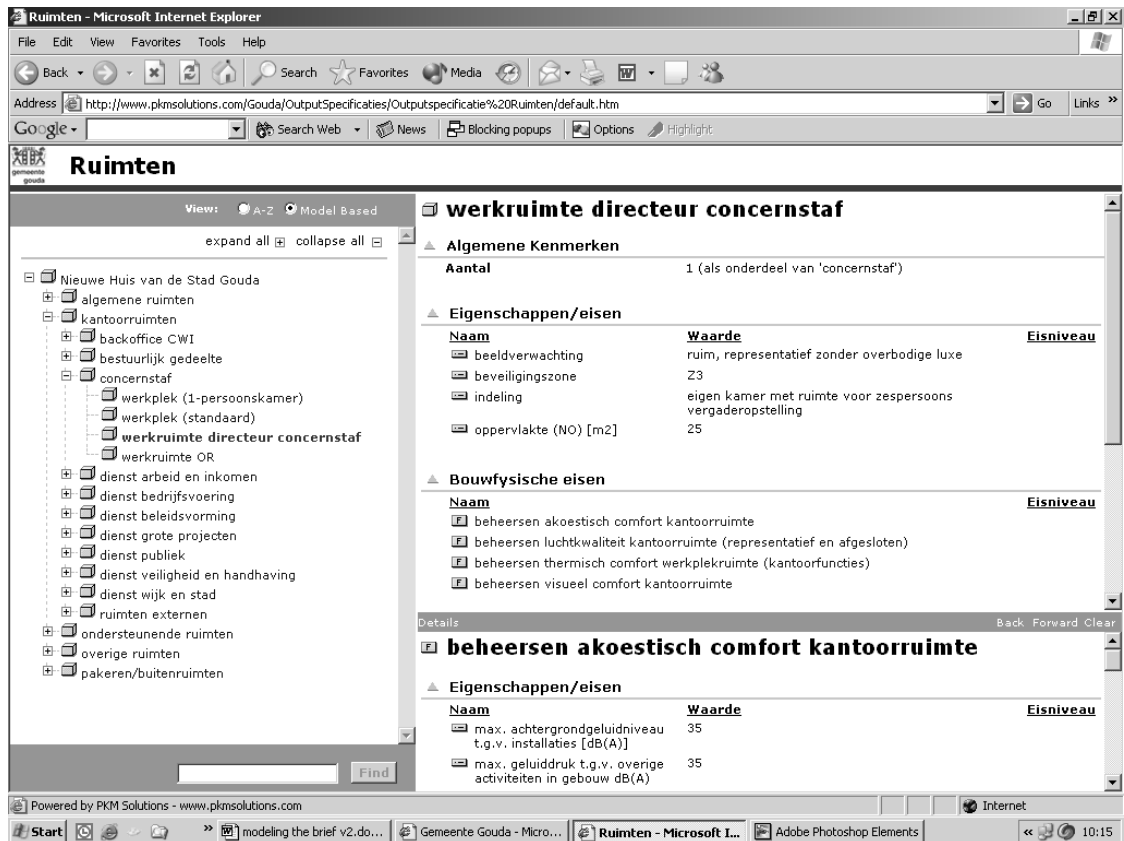 Ruimten - Microsoft Internet Explorer
File Edit View Favorites Tools Help
Back Search Favorites Media
Address http://www.pkmsolutions.com/Gouda/OutputSpecificaties/Outputspecificatie%20Ruimten/default.htm Go Links »
Google Search Web News Blocking popups Options Highlight
gemeente
gouda
Ruimten
View: A-Z Model Based
expand all collapse all
Nieuwe Huis van de Stad Gouda
algemene ruimten
kantoorruimten
backoffice CWI
bestuurlijk gedeelte
concernstaf
werkplek (1-persoonskamer)
werkplek (standaard)
werkruimte directeur concernstaf
werkruimte OR
dienst arbeid en inkomen
dienst bedrijfsvoering
dienst beleidsvorming
dienst grote projecten
dienst publiek
dienst veiligheid en handhaving
dienst wijk en stad
ruimten externen
ondersteunende ruimten
overige ruimten
pakeren/buitenruimten
Find
werkruimte directeur concernstaf
Algemene Kenmerken
Aantal 1 (als onderdeel van 'concernstaf')
Eigenschappen/eisen
Naam Waarde Eisniveau
beeldverwachting ruim, representatief zonder overbodige luxe
beveiligingszone Z3
indeling eigen kamer met ruimte voor zespersoons
vergaderopstelling
oppervlakte (NO) [m2] 25
Bouwfysische eisen
Naam Eisniveau
F beheersen akoestisch comfort kantoorruimte
F beheersen luchtkwaliteit kantoorruimte (representatief en afgesloten)
F beheersen thermisch comfort werkplekruimte (kantoorfuncties)
F beheersen visueel comfort kantoorruimte
Details Back Forward Clear
F beheersen akoestisch comfort kantoorruimte
Eigenschappen/eisen
Naam Waarde Eisniveau
max. achtergrondgeluidniveau 35
t.g.v. installaties [dB(A)]
max. geluiddruk t.g.v. overige 35
activiteiten in gebouw dB(A)
Powered by PKM Solutions - www.pkmsolutions.com Internet
Start » modeling the brief v2.do... Gemeente Gouda - Micro... Ruimten - Microsoft I... Adobe Photoshop Elements « 10:15